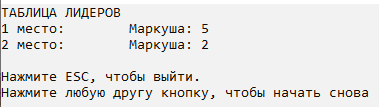 ТАБЛИЦА ЛИДЕРОВ
1 место: Маркуша: 5
2 место: Маркуша: 2
Нажмите ESC, чтобы выйти.
Нажмите любую другу кнопку, чтобы начать снова